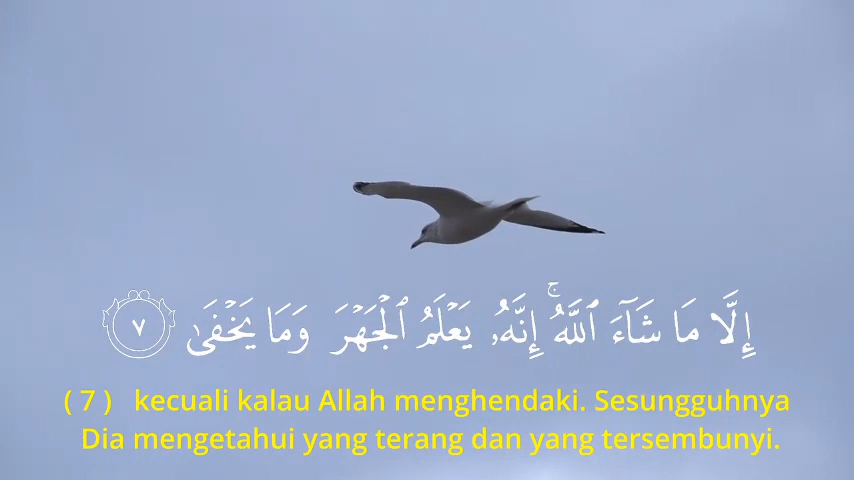 إِلَّا مَا شَآءَ ٱللَّهُ ۚ إِنَّهُۥ يَعْلَمُ ٱلْجَهْرَ وَمَا يَخْفَىٰ ٧
( 7 ) kecuali kalau Allah menghendaki. Sesungguhnya
Dia mengetahui yang terang dan yang tersembunyi.